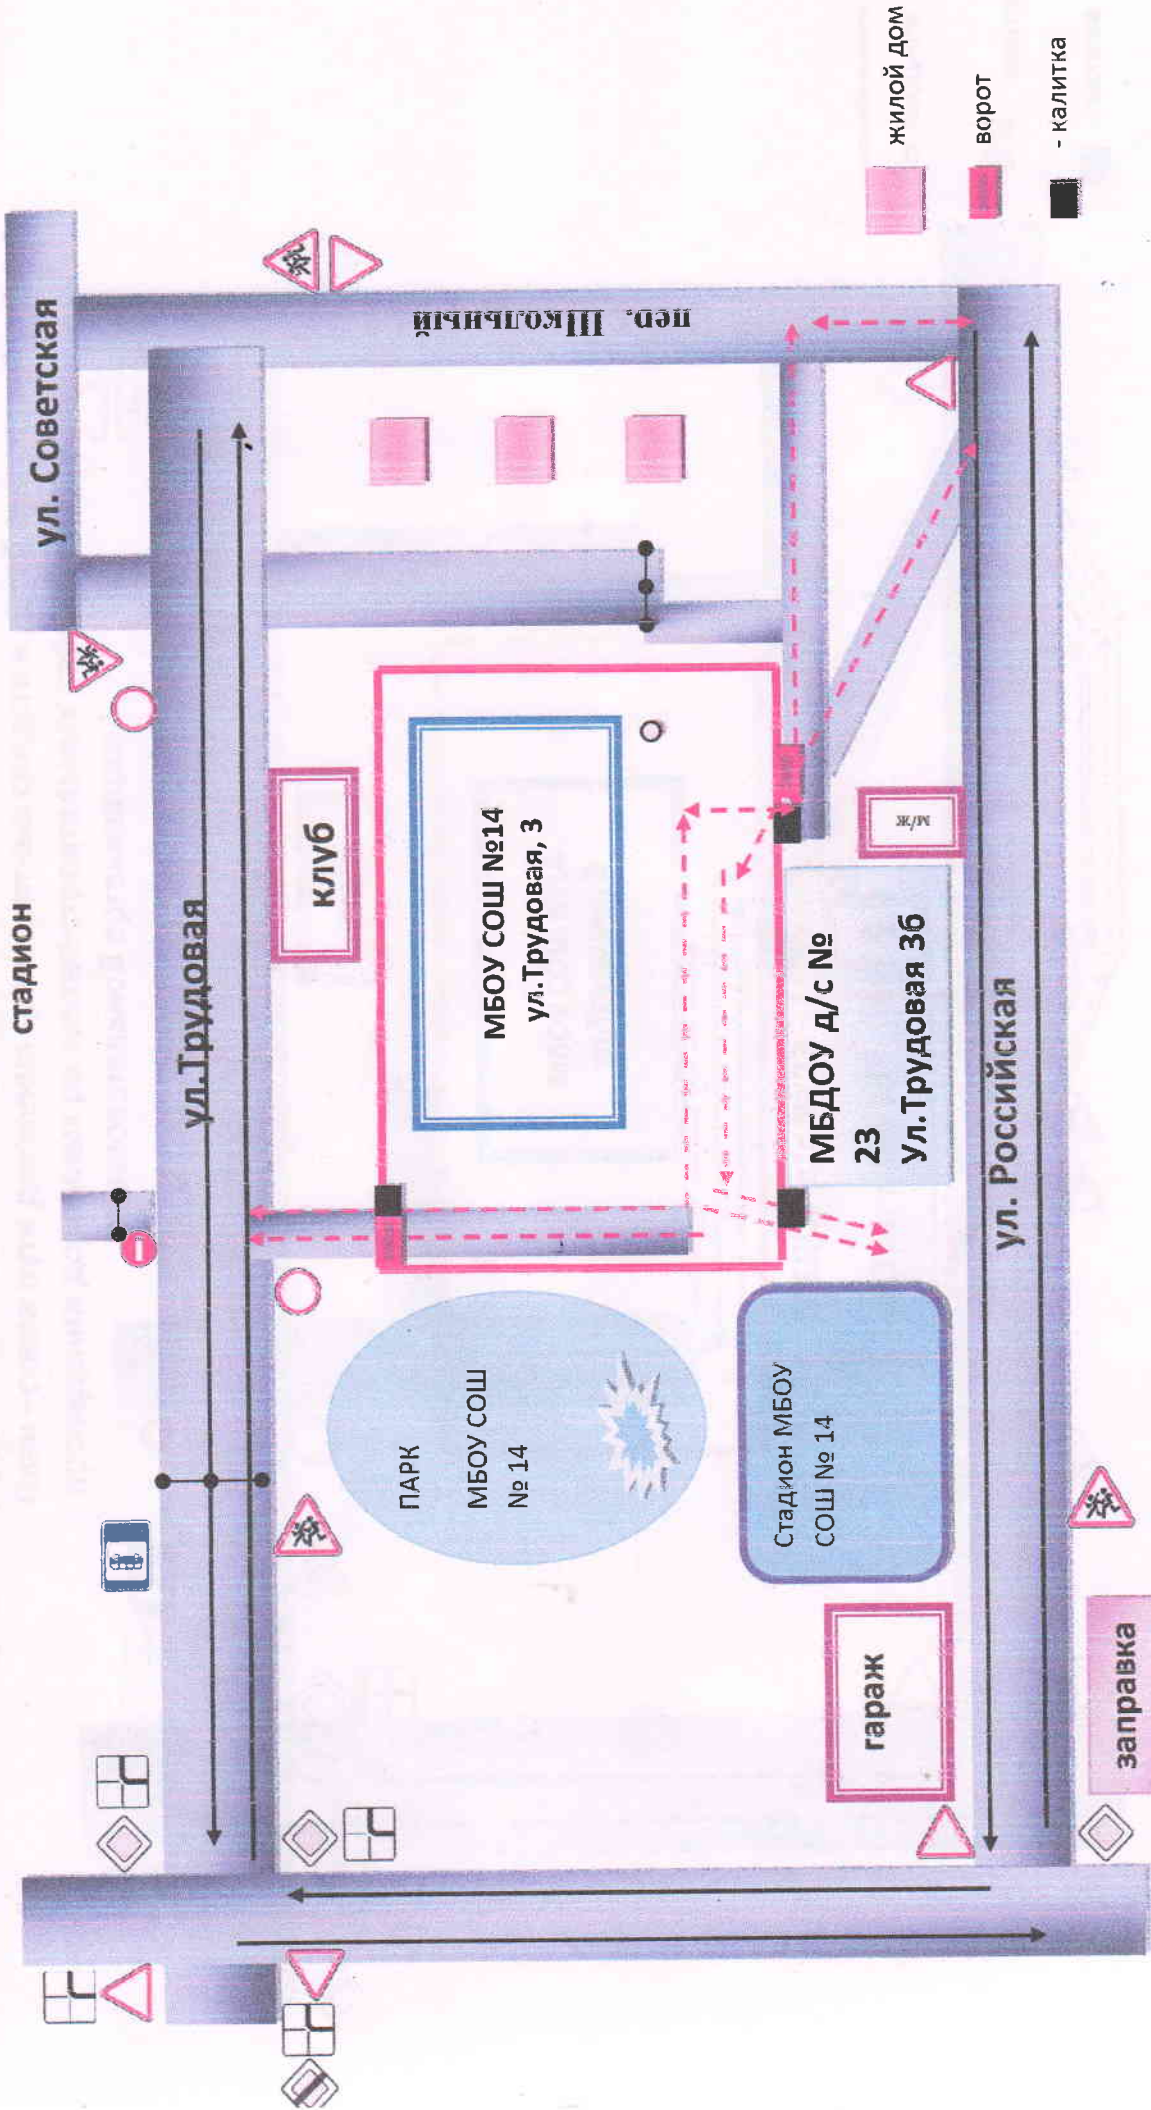 стадион
ул. Советская
ул.Трудовая
клуб
пер. Школьный
МБОУ СОШ №14
ул.Трудовая, 3
ПАРК
МБОУ СОШ
№ 14
Стадион МБОУ
СОШ № 14
МБДОУ д/с №
23
Ул.Трудовая 3б
м/ж
гараж
ул. Российская
заправка
жилой дом
ворот
- калитка